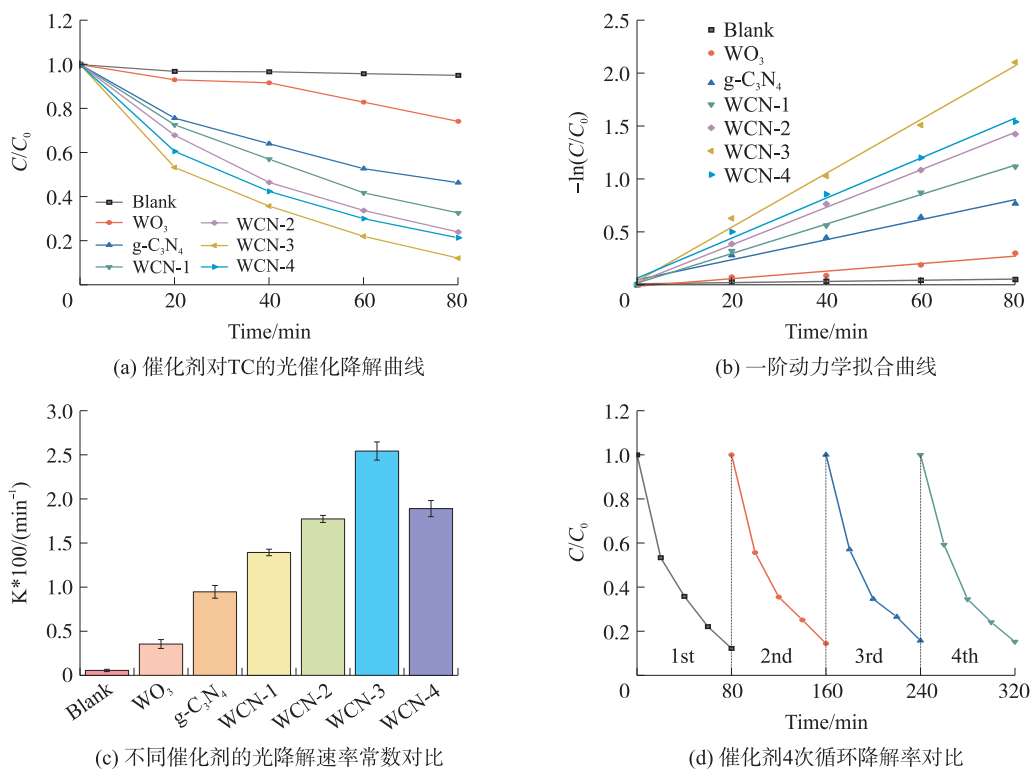 1.2
1.0
0.8
0.6
0.4
0.2
0
20
40
60
80
C/C₀
Time/min
Blank
WO₃
g-C₃N₄
WCN-1
WCN-2
WCN-3
WCN-4
(a) 催化剂对TC的光催化降解曲线
2.5
2.0
1.5
1.0
0.5
0
20
40
60
80
−ln(C/C₀)
Time/min
Blank
WO₃
g-C₃N₄
WCN-1
WCN-2
WCN-3
WCN-4
(b) 一阶动力学拟合曲线
3.0
2.5
2.0
1.5
1.0
0.5
0
K*100/(min⁻¹)
Blank
WO₃
g-C₃N₄
WCN-1
WCN-2
WCN-3
WCN-4
(c) 不同催化剂的光降解速率常数对比
1.2
1.0
0.8
0.6
0.4
0.2
0
80
160
240
320
C/C₀
1st
2nd
3rd
4th
Time/min
(d) 催化剂4次循环降解率对比